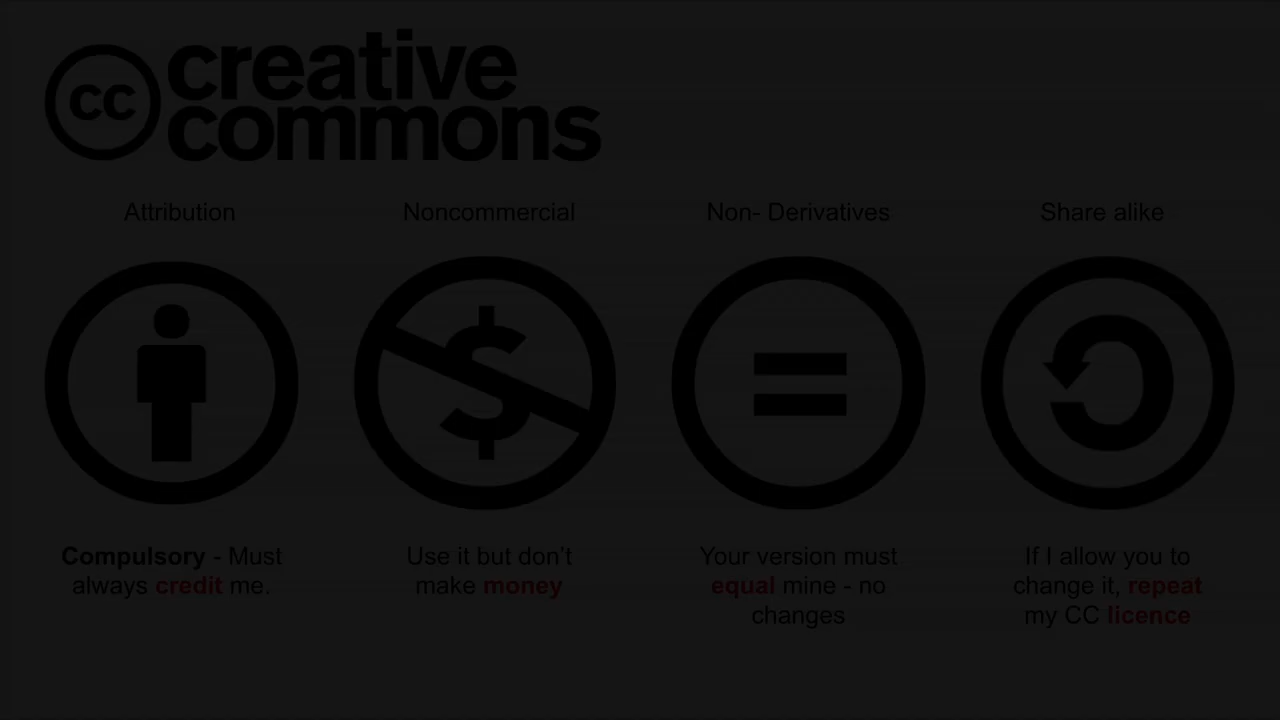 cc creative
commons
Attribution
Noncommercial
Non- Derivatives
Share alike
Compulsory - Must
always credit me.
Use it but don't
make money
Your version must
equal mine - no
changes
If I allow you to
change it, repeat
my CC licence